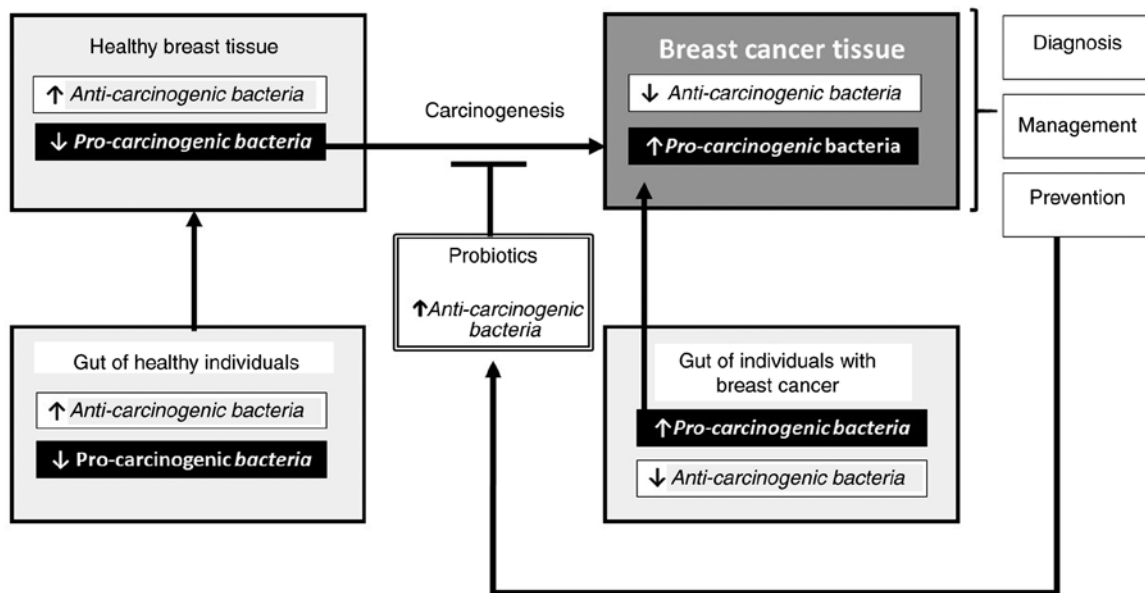 Healthy breast tissue
↑ Anti-carcinogenic bacteria
↓ Pro-carcinogenic bacteria
Carcinogenesis
Breast cancer tissue
↓ Anti-carcinogenic bacteria
↑Pro-carcinogenic bacteria
Diagnosis
Management
Prevention
Probiotics
↑Anti-carcinogenic
bacteria
Gut of healthy individuals
↑ Anti-carcinogenic bacteria
↓ Pro-carcinogenic bacteria
Gut of individuals with
breast cancer
↑Pro-carcinogenic bacteria
↓ Anti-carcinogenic bacteria